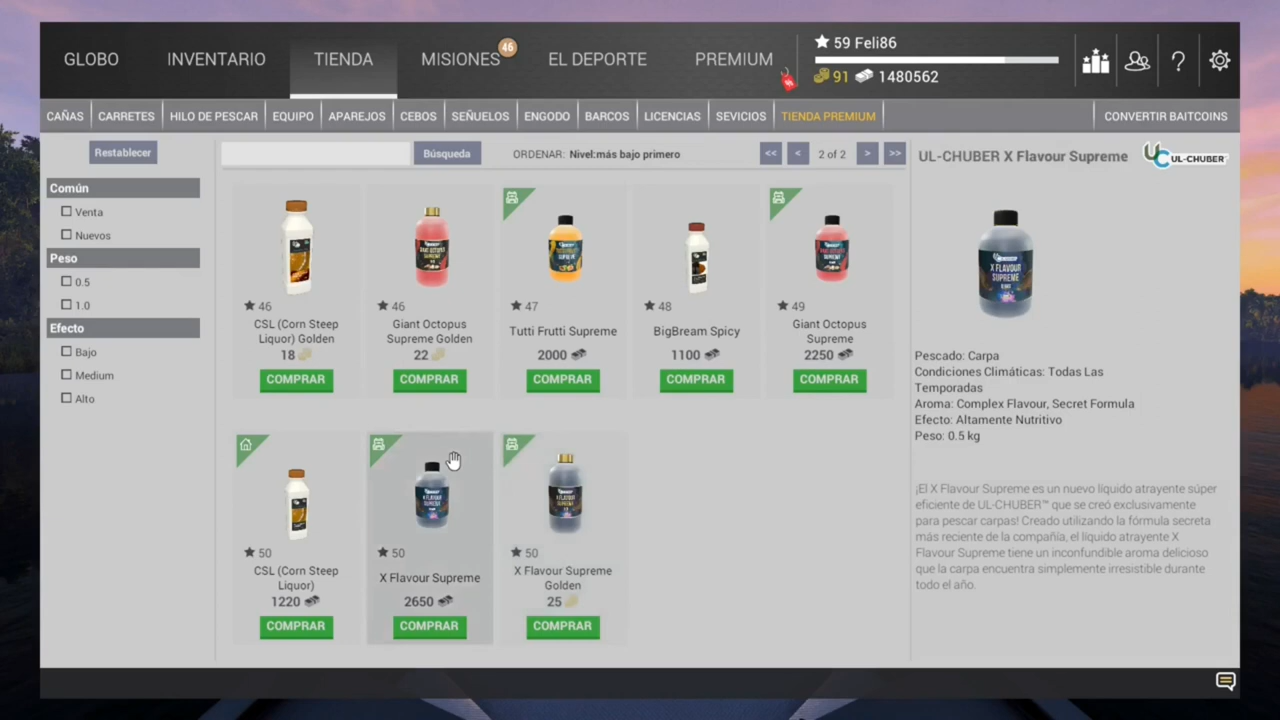 GLOBO
INVENTARIO
TIENDA
MISIONES
46
EL DEPORTE
PREMIUM
59 Feli86
91 1480562
?
CAÑAS
CARRETES
HILO DE PESCAR
EQUIPO
APAREJOS
CEBOS
SEÑUELOS
ENGODO
BARCOS
LICENCIAS
SEVICIOS
TIENDA PREMIUM
CONVERTIR BAITCOINS
Restablecer
Común
Venta
Nuevos
Peso
0.5
1.0
Efecto
Bajo
Medium
Alto
Búsqueda
ORDENAR: Nivel:más bajo primero
<<
<
2 of 2
>
>>
46
CSL (Corn Steep
Liquor) Golden
18
COMPRAR
46
Giant Octopus
Supreme Golden
22
COMPRAR
47
Tutti Frutti Supreme
2000
COMPRAR
48
BigBream Spicy
1100
COMPRAR
49
Giant Octopus
Supreme
2250
COMPRAR
50
CSL (Corn Steep
Liquor)
1220
COMPRAR
50
X Flavour Supreme
2650
COMPRAR
50
X Flavour Supreme
Golden
25
COMPRAR
UL-CHUBER X Flavour Supreme
UL-CHUBER
X FLAVOUR
SUPREME
Pescado: Carpa
Condiciones Climáticas: Todas Las
Temporadas
Aroma: Complex Flavour, Secret Formula
Efecto: Altamente Nutritivo
Peso: 0.5 kg
¡El X Flavour Supreme es un nuevo líquido atrayente súper
eficiente de UL-CHUBER™ que se creó exclusivamente
para pescar carpas! Creado utilizando la fórmula secreta
más reciente de la compañía, el líquido atrayente X
Flavour Supreme tiene un inconfundible aroma delicioso
que la carpa encuentra simplemente irresistible durante
todo el año.